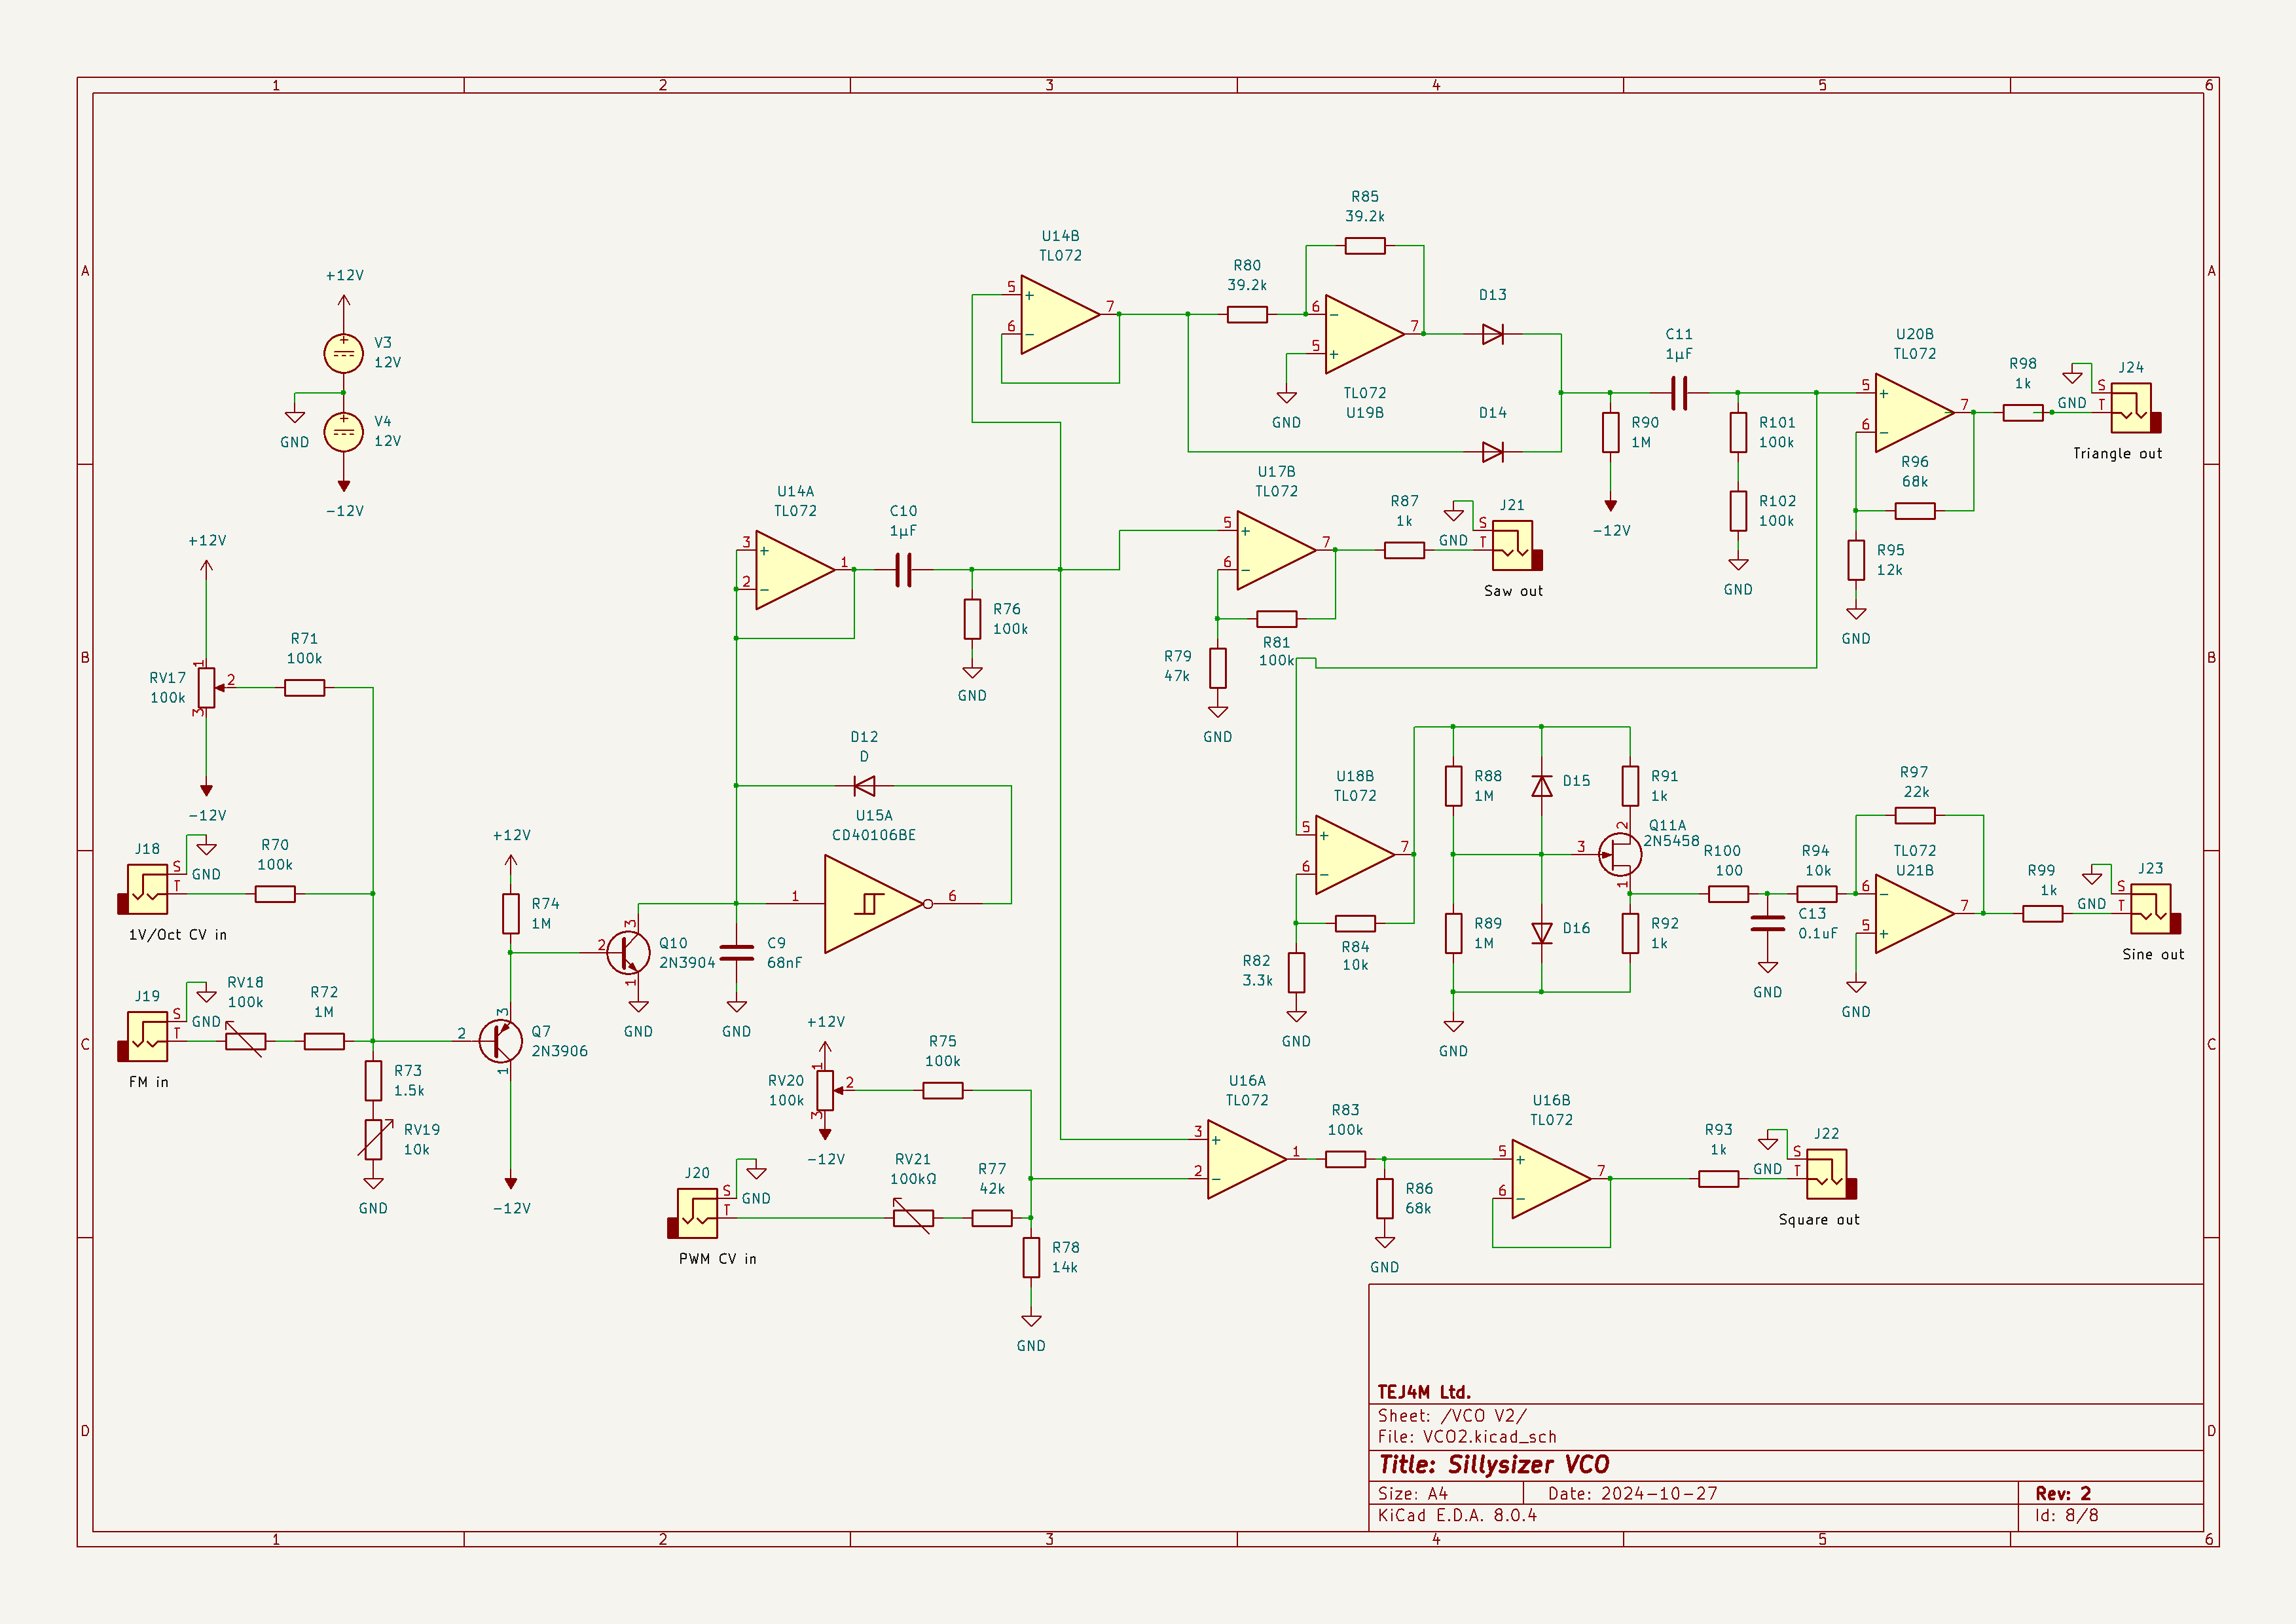 1 2 3 4 5 6
A
B
C
D
A
B
C
D
1 2 3 4 5 6
+12V
V3
12V
GND
V4
12V
-12V
+12V
RV17
100k
1
2
3
-12V
R71
100k
J18
S
T
GND
1V/Oct CV in
R70
100k
J19
S
T
GND
FM in
RV18
100k
R72
1M
R73
1.5k
RV19
10k
GND
+12V
R74
1M
2
3
1
Q7
2N3906
-12V
2
3
1
Q10
2N3904
GND
C9
68nF
GND
D12
D
U15A
CD40106BE
1
6
U14A
TL072
3
2
1
+
−
C10
1µF
R76
100k
GND
U14B
TL072
5
6
7
+
−
R80
39.2k
R85
39.2k
6
5
7
−
+
TL072
U19B
GND
D13
D14
R90
1M
-12V
C11
1µF
R101
100k
R102
100k
GND
U20B
TL072
5
6
7
+
−
R96
68k
R95
12k
GND
R98
1k
J24
S
T
GND
Triangle out
U17B
TL072
5
6
7
+
−
R81
100k
R79
47k
GND
R87
1k
J21
S
T
GND
Saw out
U18B
TL072
5
6
7
+
−
R84
10k
R82
3.3k
GND
R88
1M
R89
1M
GND
D15
D16
R91
1k
Q11A
2N5458
2
3
1
R92
1k
R100
100
C13
0.1uF
GND
R94
10k
R97
22k
TL072
U21B
6
5
7
−
+
GND
R99
1k
J23
S
T
GND
Sine out
+12V
RV20
100k
1
2
3
-12V
R75
100k
J20
S
T
GND
PWM CV in
RV21
100kΩ
R77
42k
R78
14k
GND
U16A
TL072
3
2
1
+
−
R83
100k
R86
68k
GND
U16B
TL072
5
6
7
+
−
R93
1k
J22
S
T
GND
Square out
TEJ4M Ltd.
Sheet: /VCO V2/
File: VCO2.kicad_sch
Title: Sillysizer VCO
Size: A4 Date: 2024-10-27 Rev: 2
KiCad E.D.A. 8.0.4 Id: 8/8